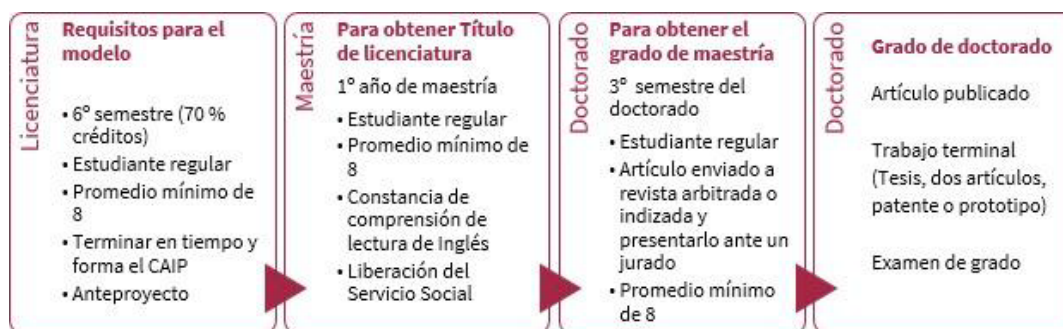 Licenciatura
Requisitos para el
modelo
• 6º semestre (70 %
créditos)
• Estudiante regular
• Promedio mínimo de
8
• Terminar en tiempo y
forma el CAIP
• Anteproyecto
Maestría
Para obtener Título
de licenciatura
1º año de maestría
• Estudiante regular
• Promedio mínimo de
8
• Constancia de
comprensión de
lectura de Inglés
• Liberación del
Servicio Social
Doctorado
Para obtener el
grado de maestría
3º semestre del
doctorado
• Estudiante regular
• Artículo enviado a
revista arbitrada o
indizada y
presentarlo ante un
jurado
• Promedio mínimo
de 8
Doctorado
Grado de doctorado
Artículo publicado
Trabajo terminal
(Tesis, dos artículos,
patente o prototipo)
Examen de grado